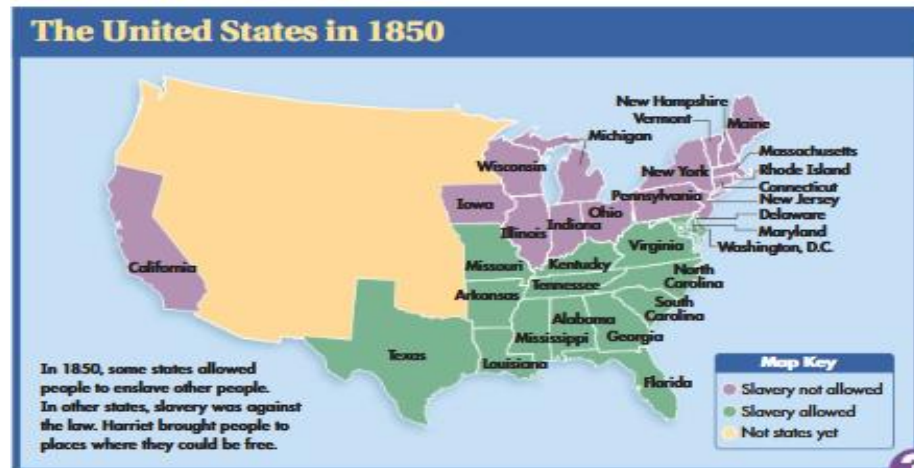 The United States in 1850
New Hampshire
Vermont
Maine
Michigan
Massachusetts
Wisconsin
Rhode Island
New York
Connecticut
Pennsylvania
New Jersey
Iowa
Ohio
Delaware
Indiana
Illinois
Maryland
Virginia
Washington, D.C.
California
Missouri
Kentucky
North
Carolina
Tennessee
Arkansas
South
Carolina
Alabama
Mississippi
Georgia
Texas
Louisiana
Florida
In 1850, some states allowed
people to enslave other people.
In other states, slavery was against
the law. Harriet brought people to
places where they could be free.
Map Key
Slavery not allowed
Slavery allowed
Not states yet